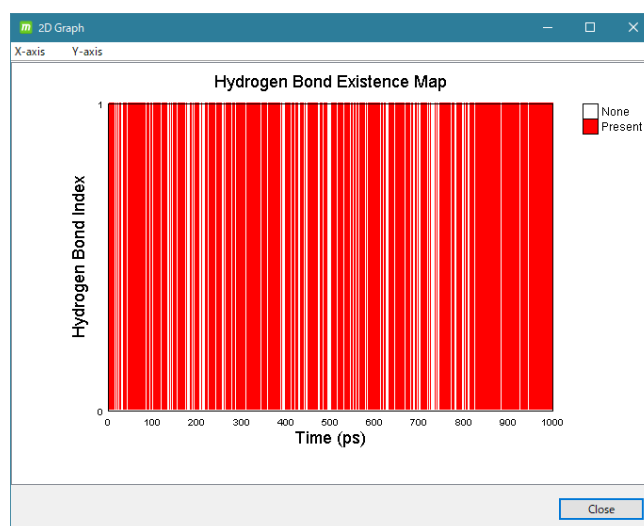 2D Graph
X-axis Y-axis
Hydrogen Bond Existence Map
None
Present
1
Hydrogen Bond Index
0
0 100 200 300 400 500 600 700 800 900 1000
Time (ps)
Close